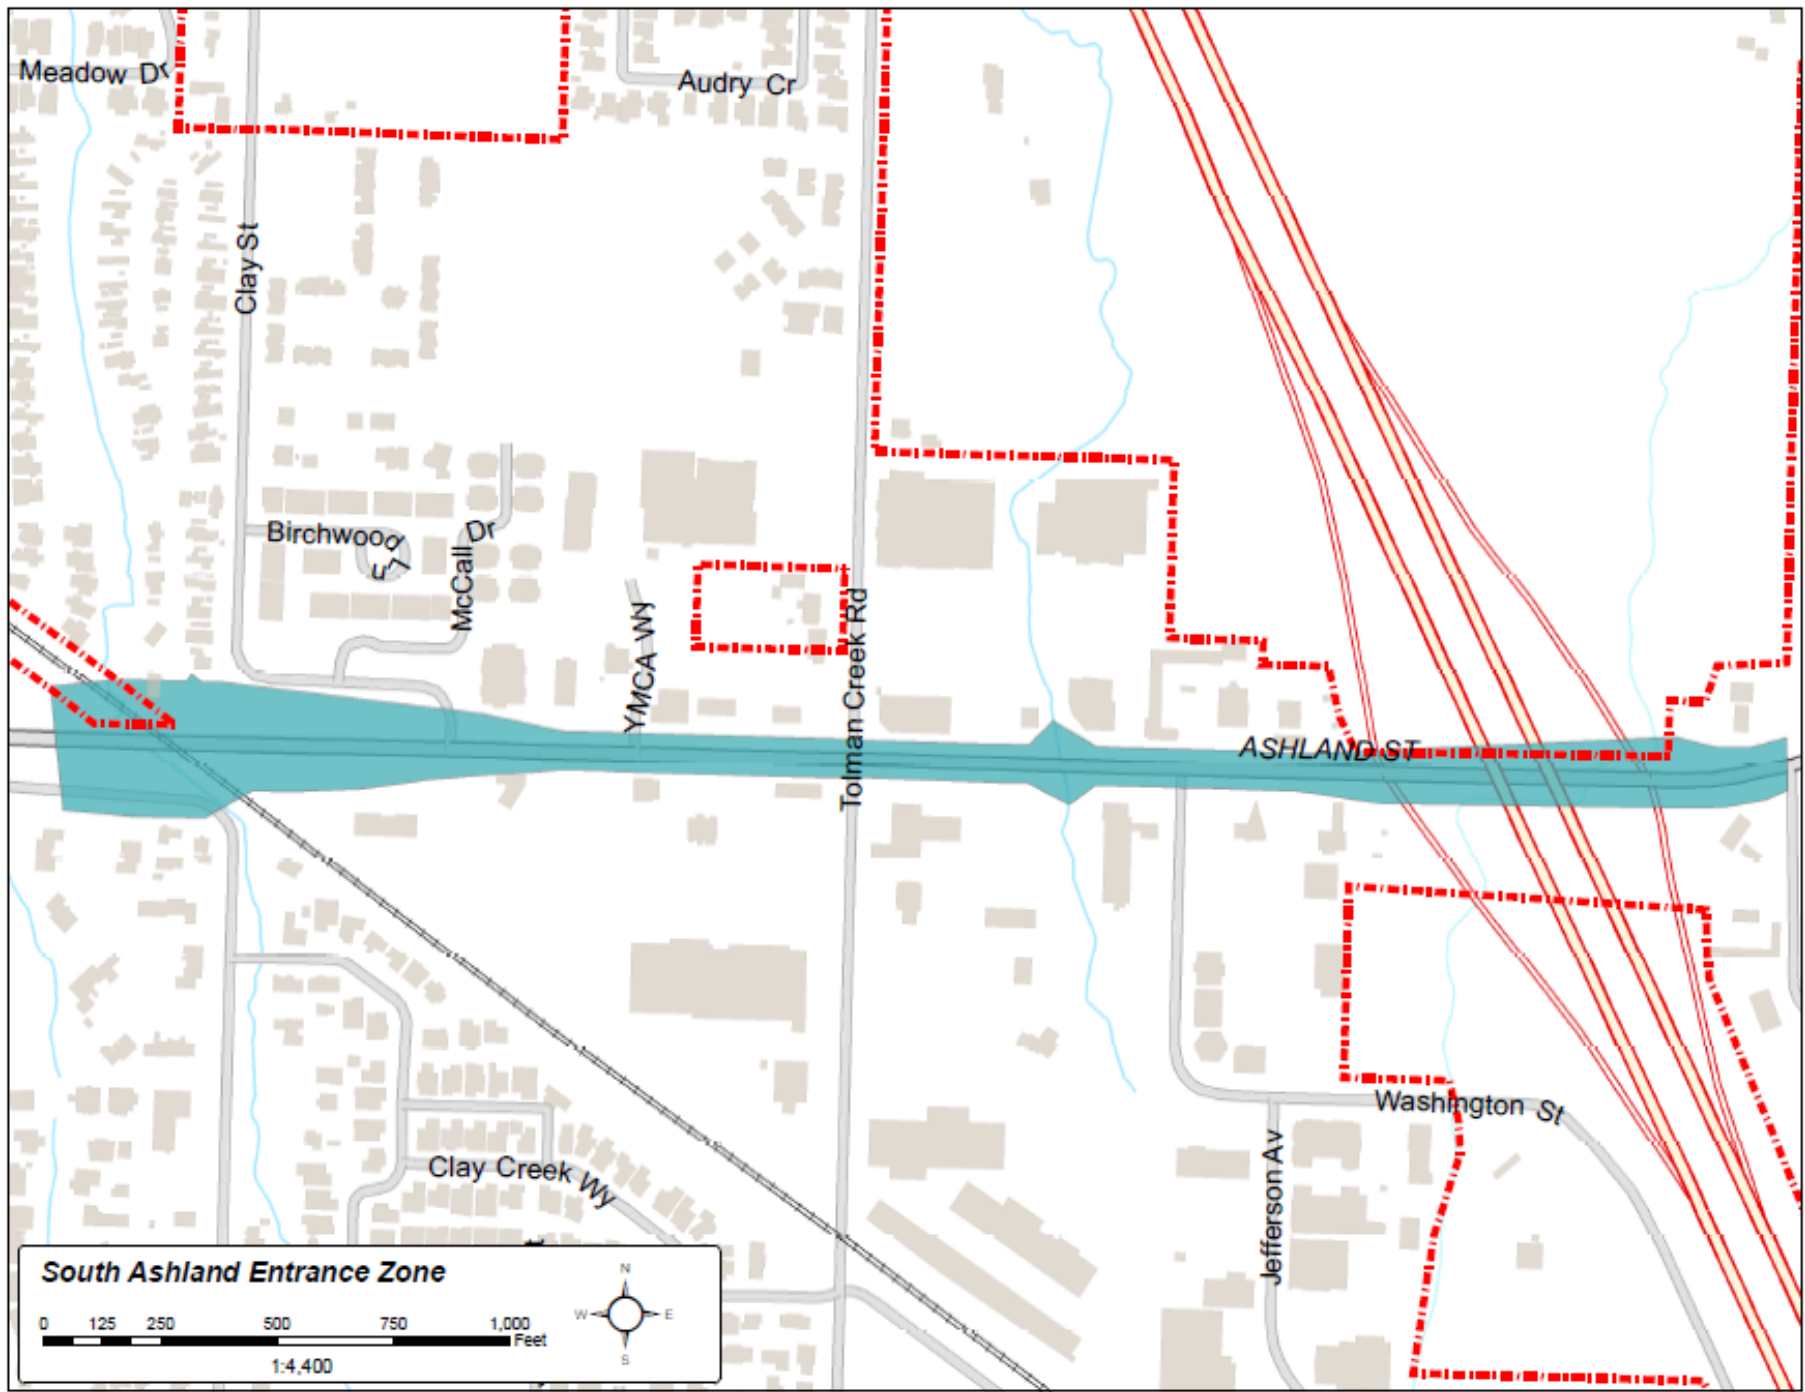 Meadow Dr
Audry Cr
Clay St
Birchwood Ln
McCall Dr
YMCA Wy
Tolman Creek Rd
ASHLAND ST
Washington St
Jefferson Av
Clay Creek Wy
South Ashland Entrance Zone
0 125 250 500 750 1,000
Feet
1:4,400
N
W E
S